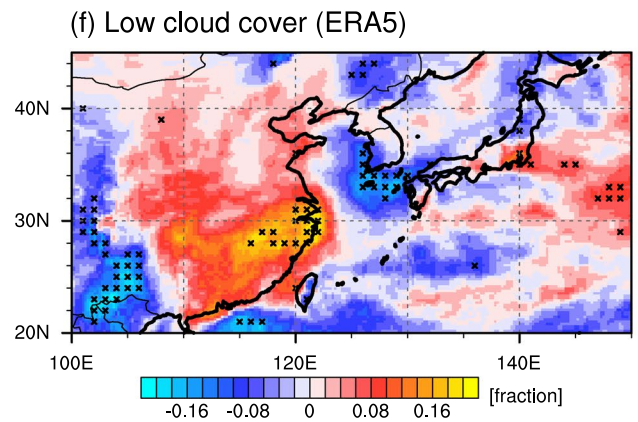 (f) Low cloud cover (ERA5)
40N
30N
20N
100E 120E 140E
-0.16 -0.08 0 0.08 0.16 [fraction]